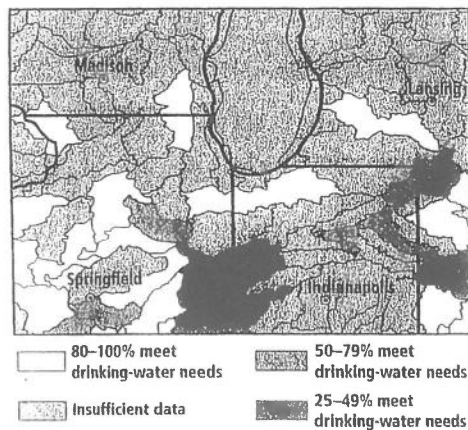 Madison
Lansing
Springfield
Indianapolis
80–100% meet
drinking-water needs
50–79% meet
drinking-water needs
Insufficient data
25–49% meet
drinking-water needs